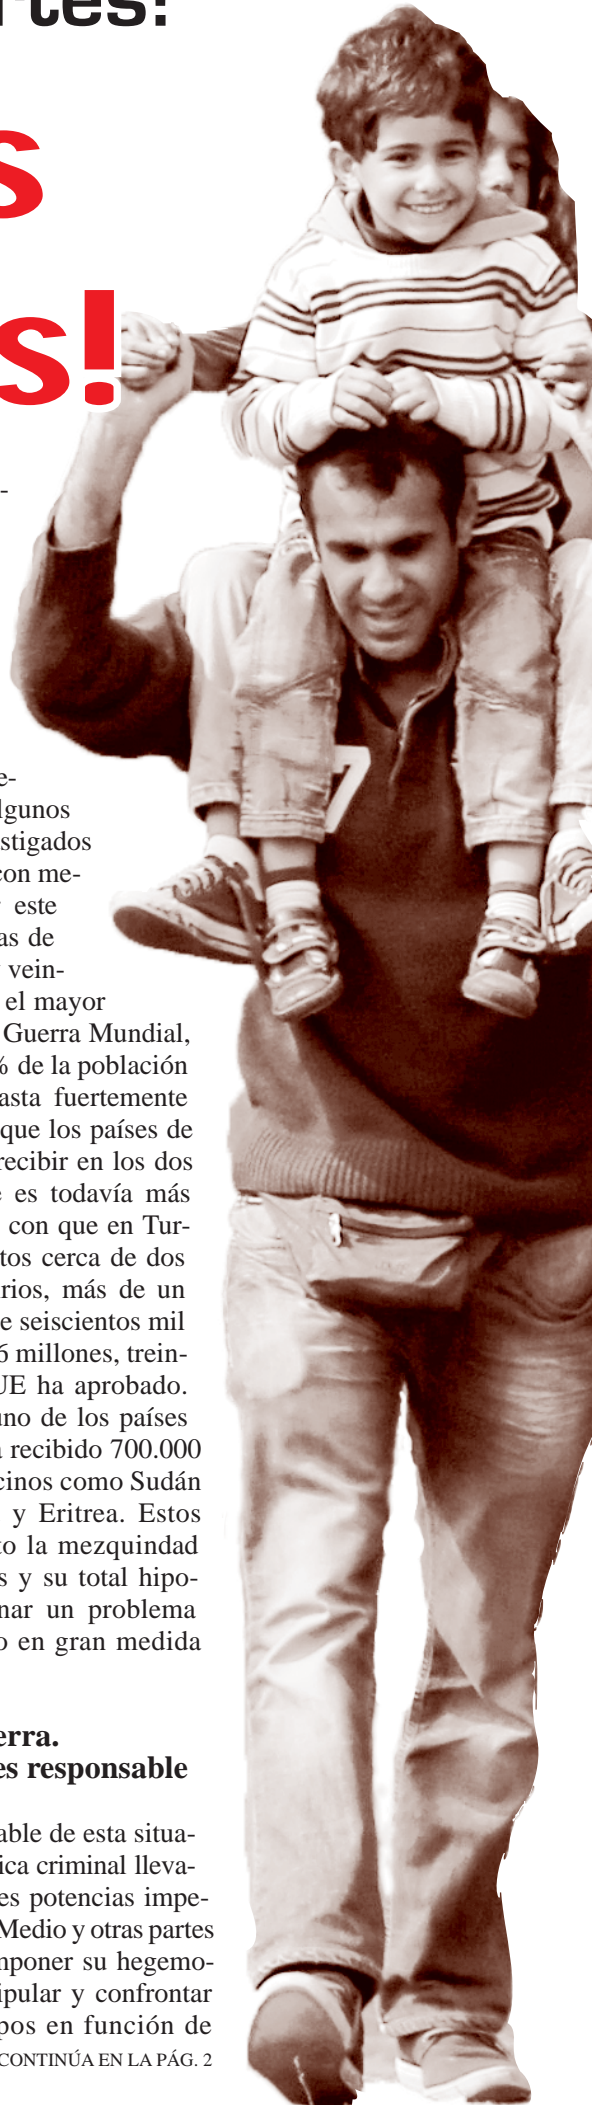 rtes!
s
s!
-
e-
lgunos
stigados
con me-
este
as de
vein-
el mayor
Guerra Mundial,
% de la población
asta fuertemente
que los países de
recibir en los dos
es todavía más
con que en Tur-
tos cerca de dos
rios, más de un
e seiscientos mil
6 millones, trein-
UE ha aprobado.
uno de los países
recibido 700.000
cinos como Sudán
y Eritrea. Estos
to la mezquindad
s y su total hipo-
nar un problema
o en gran medida
erra.
es responsable
able de esta situa-
ica criminal lleva-
es potencias impe-
Medio y otras partes
mponer su hegemo-
ipular y confrontar
pos en función de
CONTINÚA EN LA PÁG. 2
7